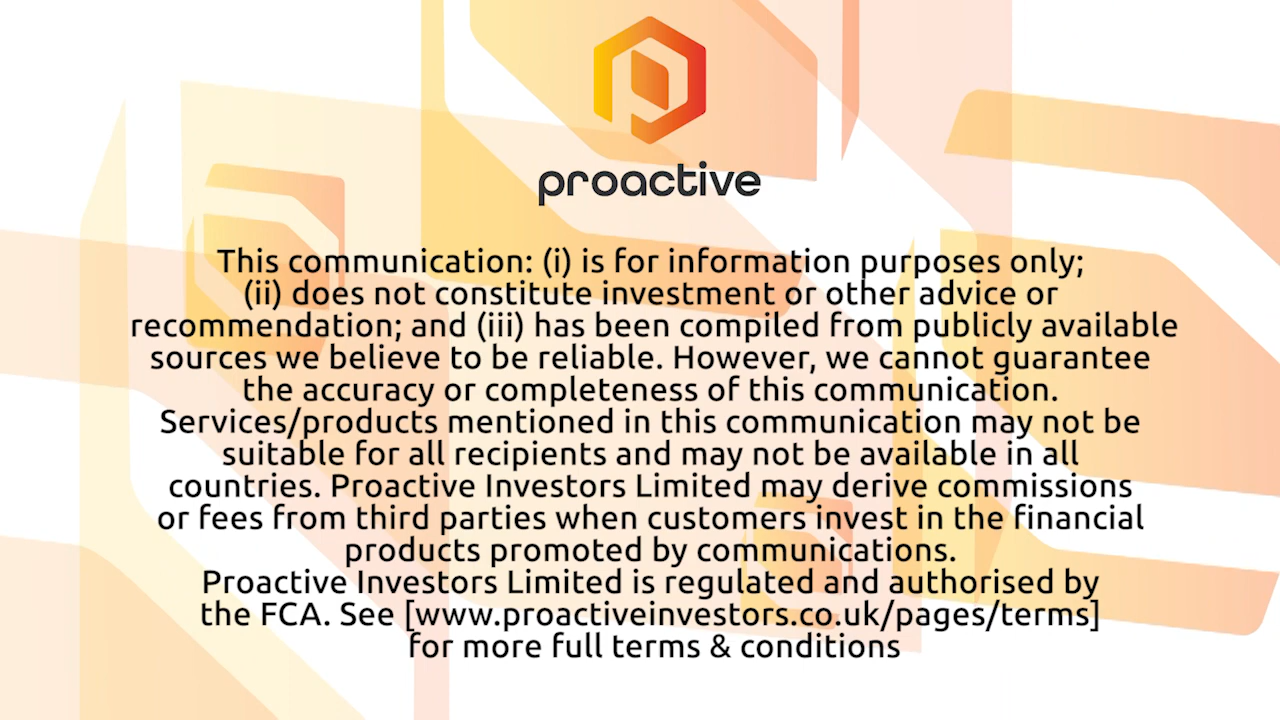 proactive
This communication: (i) is for information purposes only;
(ii) does not constitute investment or other advice or
recommendation; and (iii) has been compiled from publicly available
sources we believe to be reliable. However, we cannot guarantee
the accuracy or completeness of this communication.
Services/products mentioned in this communication may not be
suitable for all recipients and may not be available in all
countries. Proactive Investors Limited may derive commissions
or fees from third parties when customers invest in the financial
products promoted by communications.
Proactive Investors Limited is regulated and authorised by
the FCA. See [www.proactiveinvestors.co.uk/pages/terms]
for more full terms & conditions